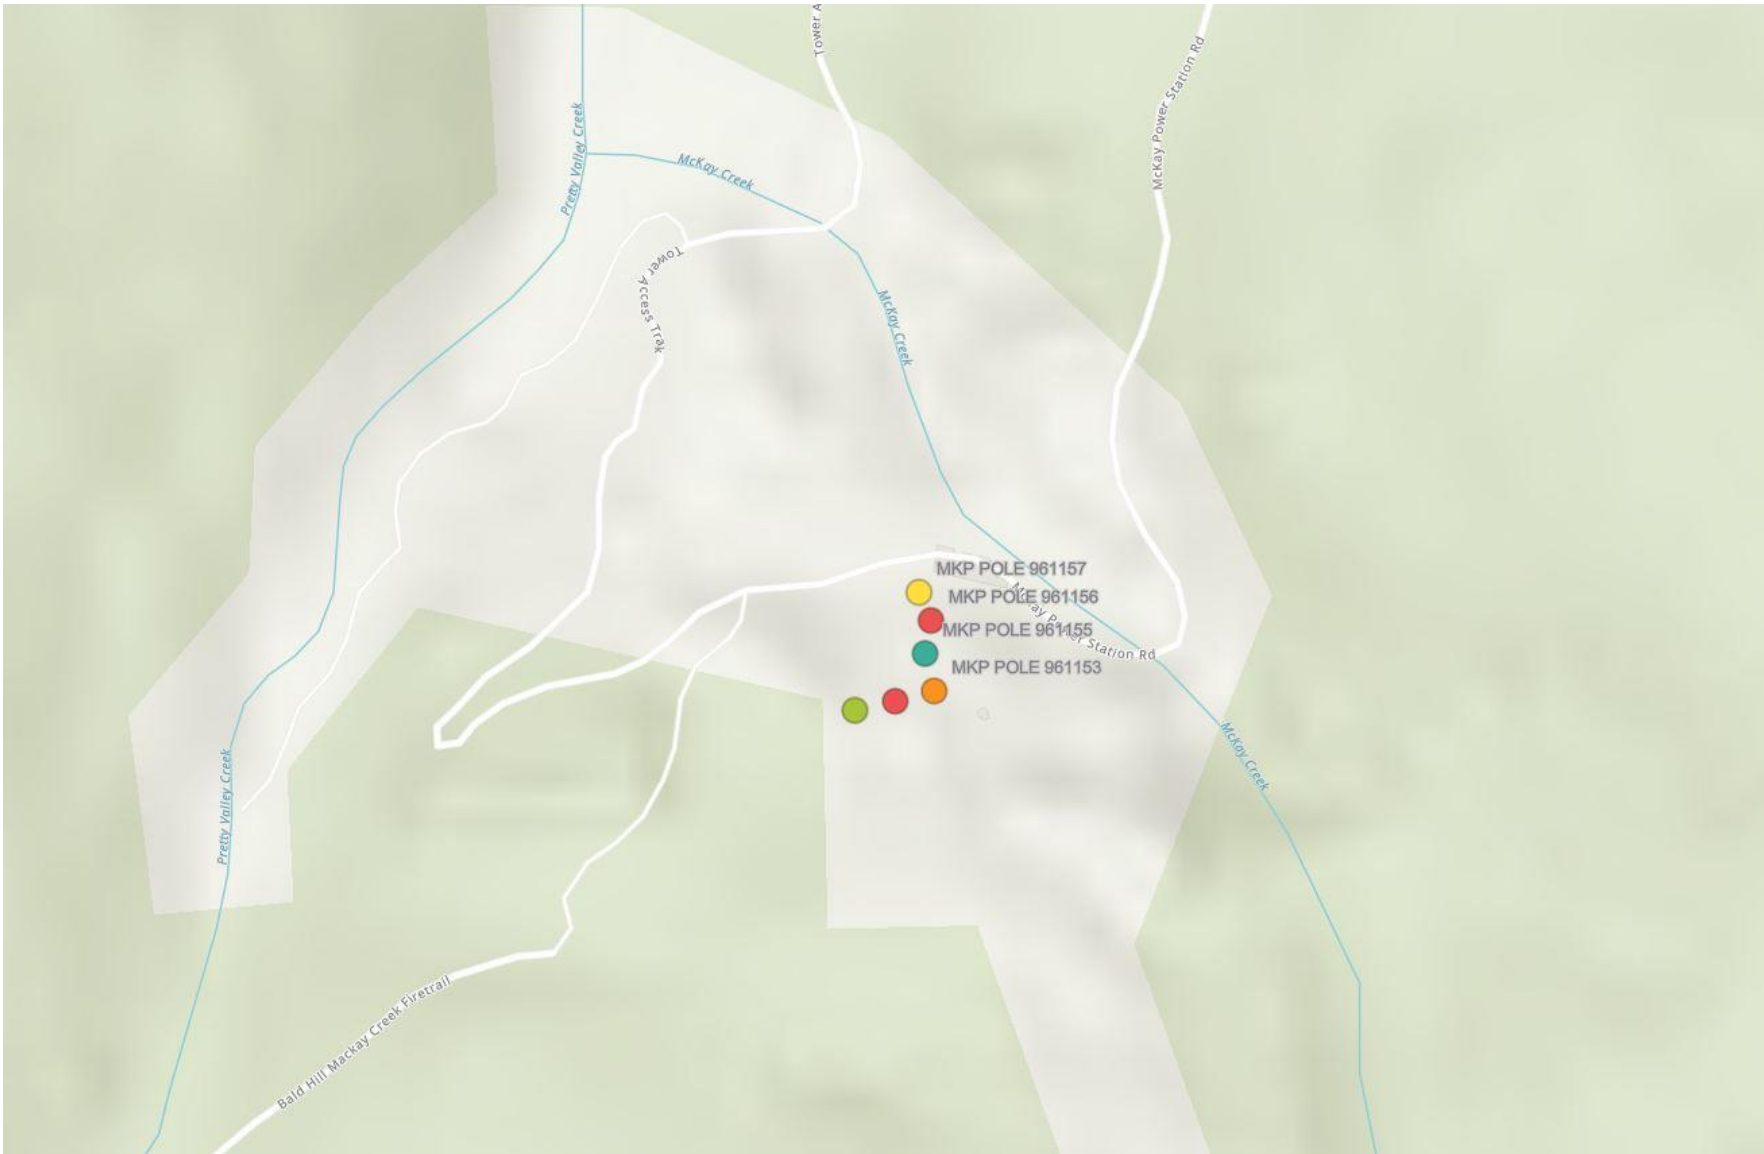 Tower A
McKay Power Station Rd
Pretty Valley Creek
McKay Creek
Tower
Access Trak
McKay Creek
MKP POLE 961157
MKP POLE 961156
MKP POLE 961155
McKay Power Station Rd
MKP POLE 961153
McKay Creek
Pretty Valley Creek
Bald Hill Mackay Creek Firetrail